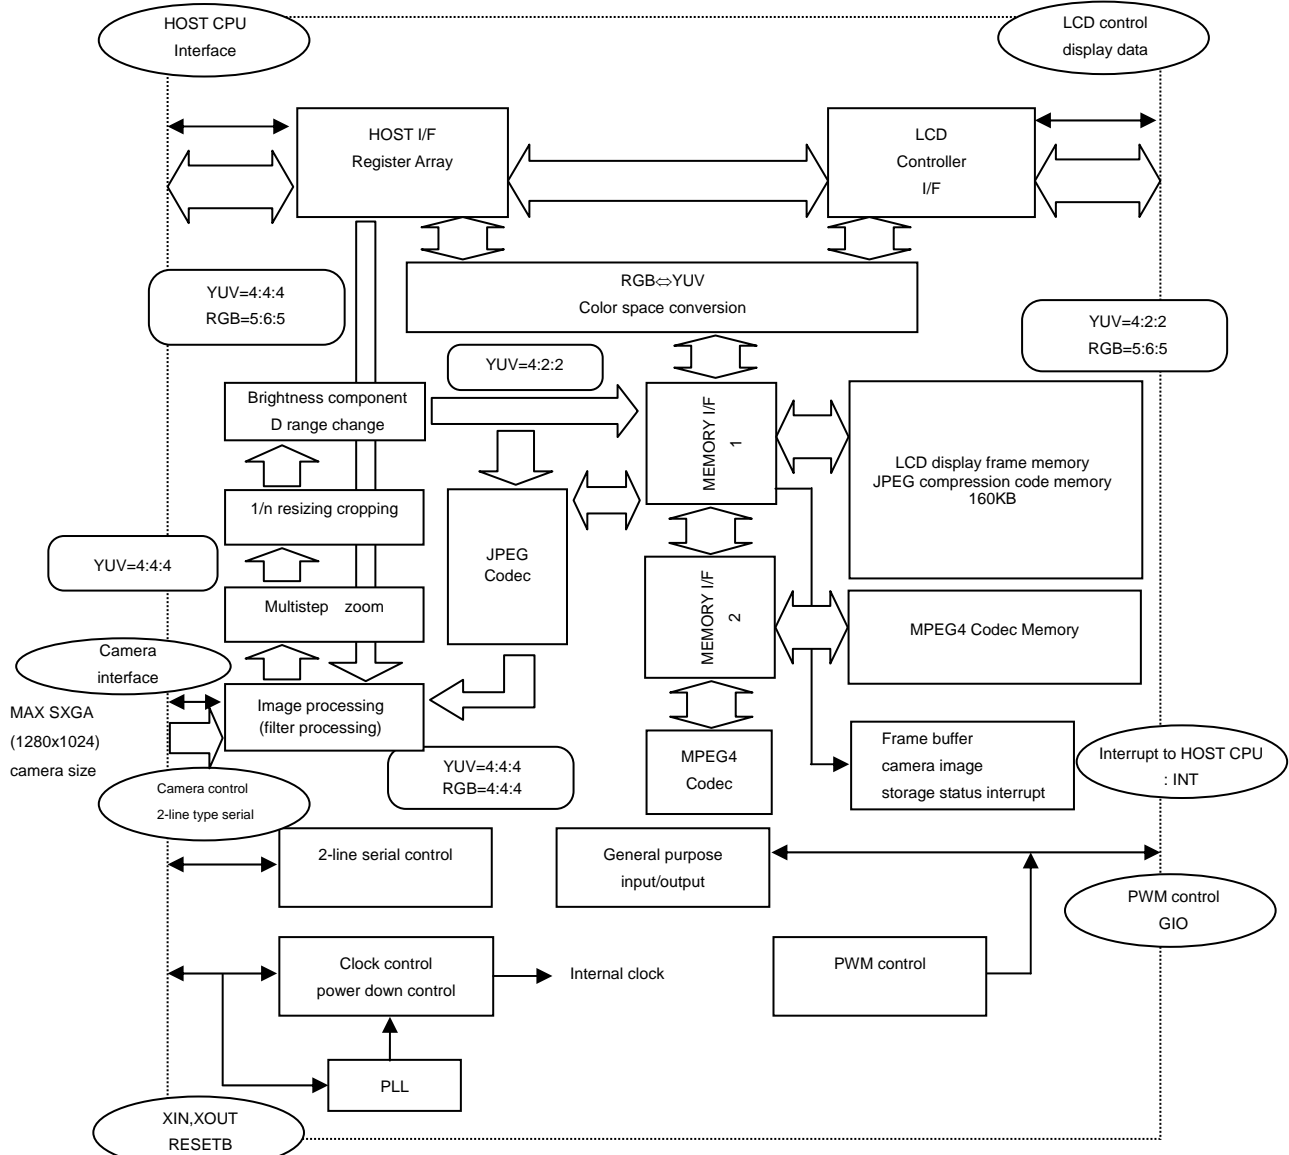 HOST CPU
Interface
LCD control
display data
HOST I/F
Register Array
LCD
Controller
I/F
YUV=4:4:4
RGB=5:6:5
RGB⇔YUV
Color space conversion
YUV=4:2:2
RGB=5:6:5
YUV=4:2:2
Brightness component
D range change
MEMORY I/F
1
LCD display frame memory
JPEG compression code memory
160KB
1/n resizing cropping
YUV=4:4:4
JPEG
Codec
Multistep zoom
MEMORY I/F
2
MPEG4 Codec Memory
Camera
interface
MAX SXGA
(1280x1024)
camera size
Image processing
(filter processing)
YUV=4:4:4
RGB=4:4:4
MPEG4
Codec
Frame buffer
camera image
storage status interrupt
Interrupt to HOST CPU
: INT
Camera control
2-line type serial
2-line serial control
General purpose
input/output
PWM control
GIO
Clock control
power down control
Internal clock
PWM control
PLL
XIN,XOUT
RESETB